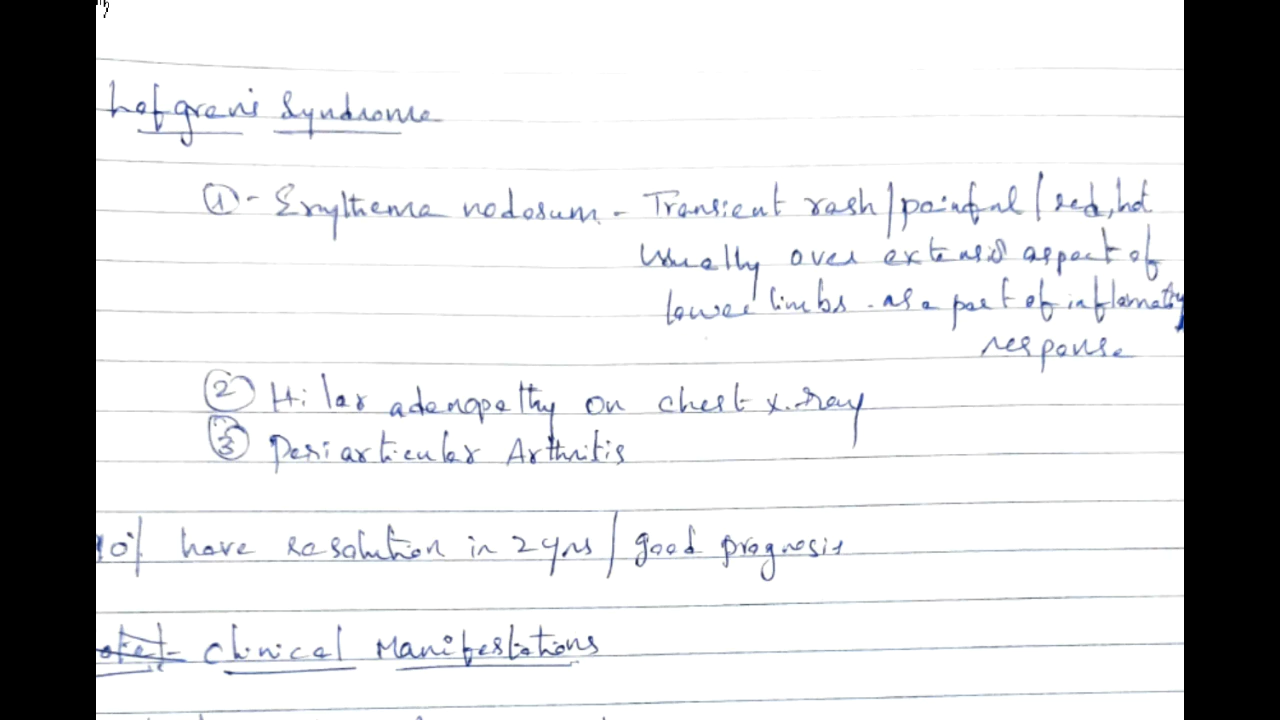 Lofgren's Syndrome
① - Erythema nodosum - Transient rash / painful / red, hot
Usually over extensor aspect of
lower limbs - as a part of inflamatry
response
② Hilar adenopathy on chest x-ray
③ Periarticular Arthritis
0% have resolution in 2 yrs / good prognosis
Clinical Manifestations